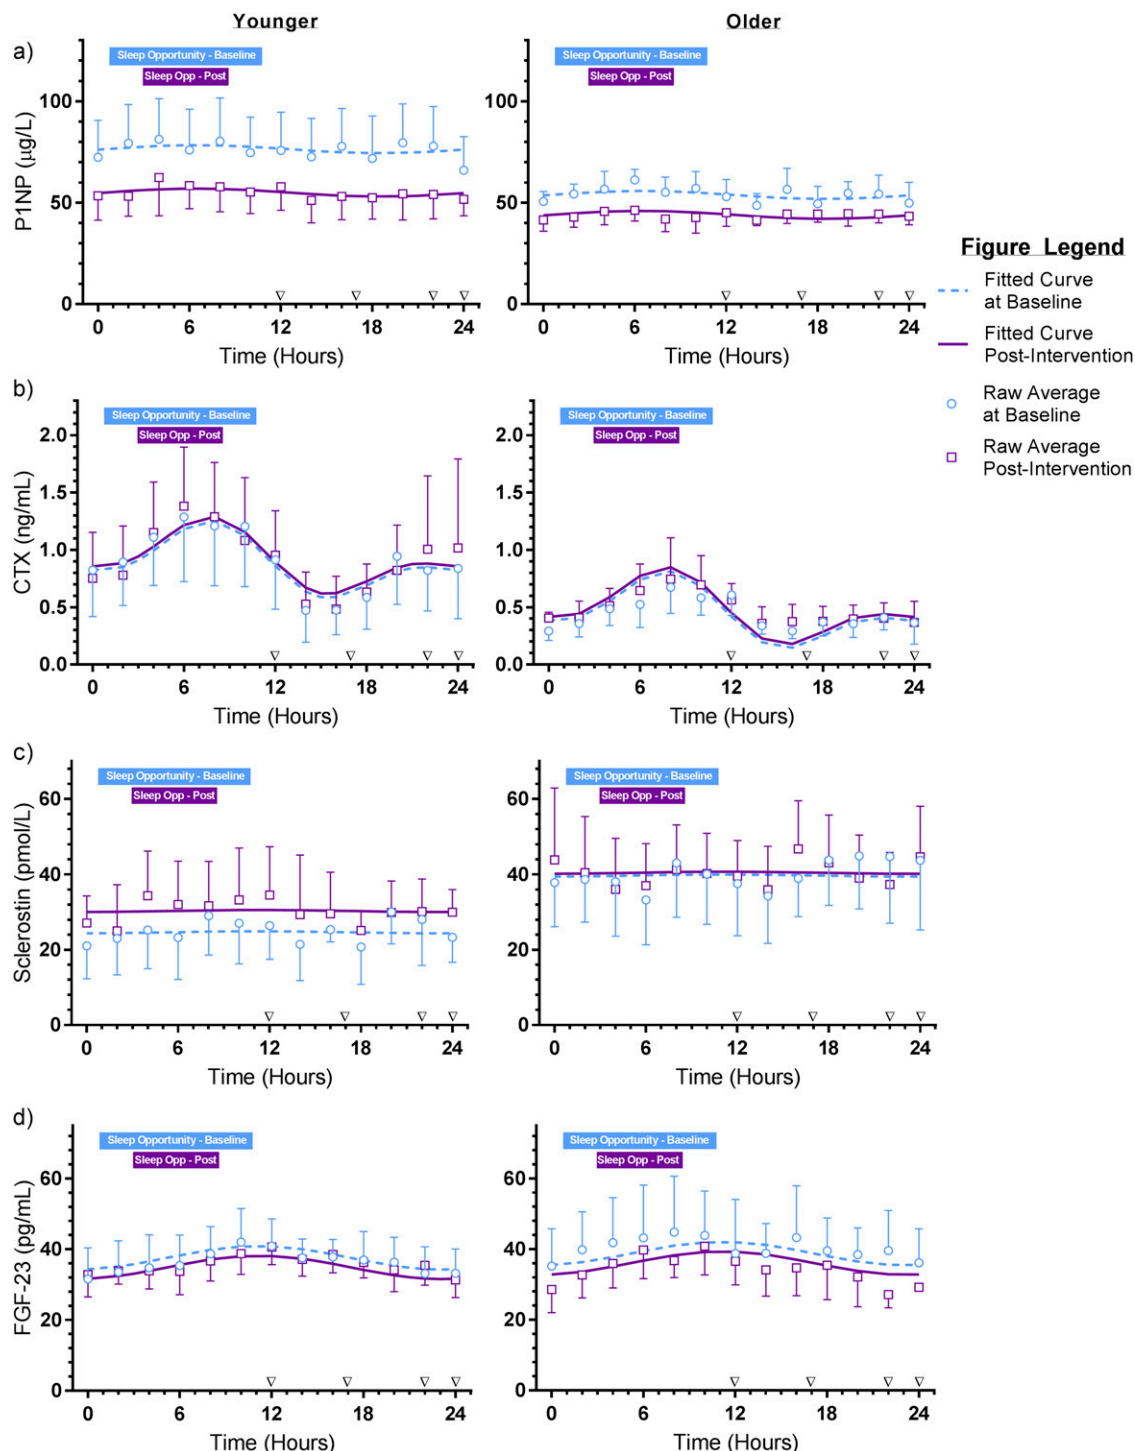 Younger
Older
a)
Sleep Opportunity - Baseline
Sleep Opp - Post
P1NP (µg/L)
100
50
0
0 6 12 18 24
Time (Hours)
Sleep Opportunity - Baseline
Sleep Opp - Post
100
50
0
0 6 12 18 24
Time (Hours)
Figure Legend
Fitted Curve
at Baseline
Fitted Curve
Post-Intervention
Raw Average
at Baseline
Raw Average
Post-Intervention
b)
Sleep Opportunity - Baseline
Sleep Opp - Post
CTX (ng/mL)
2.0
1.5
1.0
0.5
0.0
0 6 12 18 24
Time (Hours)
Sleep Opportunity - Baseline
Sleep Opp - Post
2.0
1.5
1.0
0.5
0.0
0 6 12 18 24
Time (Hours)
c)
Sleep Opportunity - Baseline
Sleep Opp - Post
Sclerostin (pmol/L)
60
40
20
0
0 6 12 18 24
Time (Hours)
Sleep Opportunity - Baseline
Sleep Opp - Post
60
40
20
0
0 6 12 18 24
Time (Hours)
d)
Sleep Opportunity - Baseline
Sleep Opp - Post
FGF-23 (pg/mL)
60
40
20
0
0 6 12 18 24
Time (Hours)
Sleep Opportunity - Baseline
Sleep Opp - Post
60
40
20
0
0 6 12 18 24
Time (Hours)